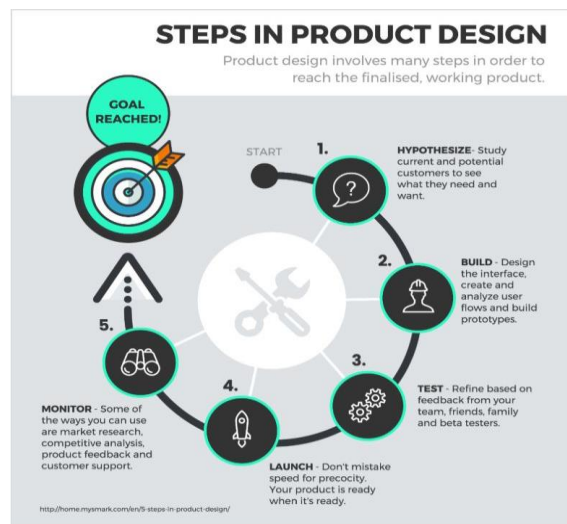 STEPS IN PRODUCT DESIGN
Product design involves many steps in order to
reach the finalised, working product.
GOAL
REACHED!
START
1.
HYPOTHESIZE- Study
current and potential
customers to see
what they need and
want.
2.
BUILD - Design
the interface,
create and
analyze user
flows and build
prototypes.
3.
TEST - Refine based on
feedback from your
team, friends, family
and beta testers.
4.
LAUNCH - Don't mistake
speed for precocity.
Your product is ready
when it's ready.
5.
MONITOR - Some of
the ways you can use
are market research,
competitive analysis,
product feedback and
customer support.
http://home.mysmark.com/en/5-steps-in-product-design/